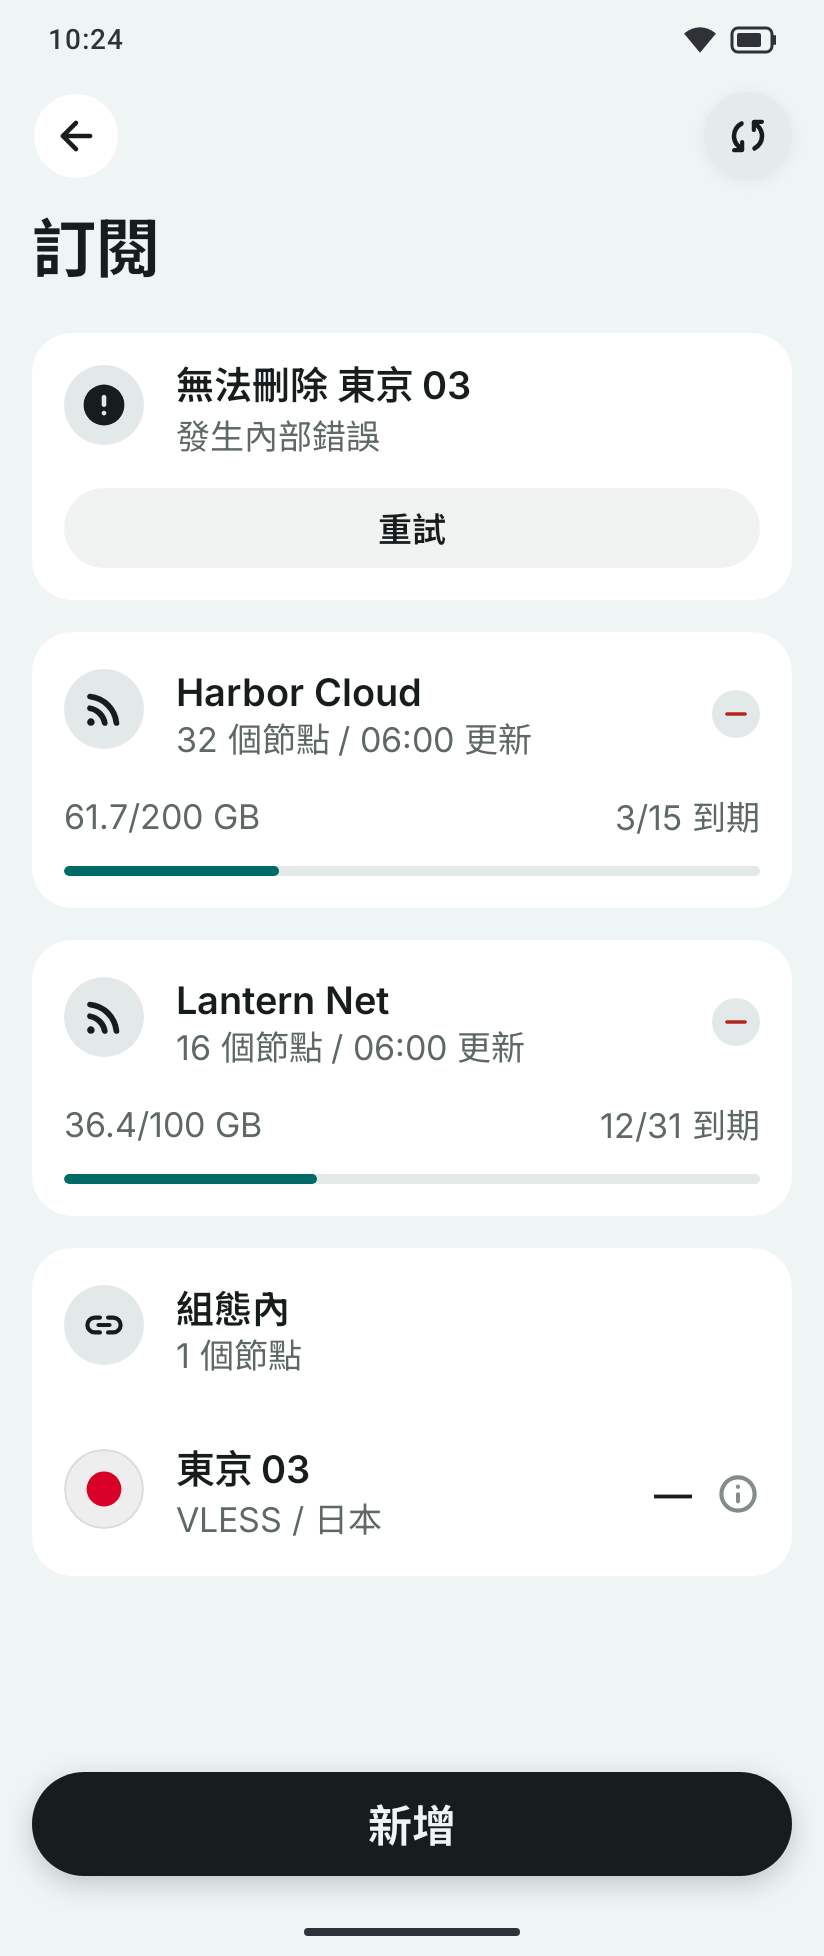 10:24
訂閱
無法刪除 東京 03
發生內部錯誤
重試
Harbor Cloud
32 個節點 / 06:00 更新
61.7/200 GB
3/15 到期
Lantern Net
16 個節點 / 06:00 更新
36.4/100 GB
12/31 到期
組態內
1 個節點
東京 03
VLESS / 日本
—
新增